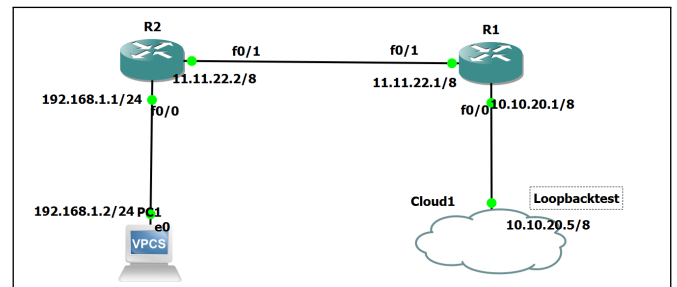 R2
R1
f0/1
f0/1
11.11.22.2/8
11.11.22.1/8
192.168.1.1/24
f0/0
f0/0
10.10.20.1/8
Cloud1
Loopbacktest
192.168.1.2/24
PC1
e0
10.10.20.5/8
VPCS